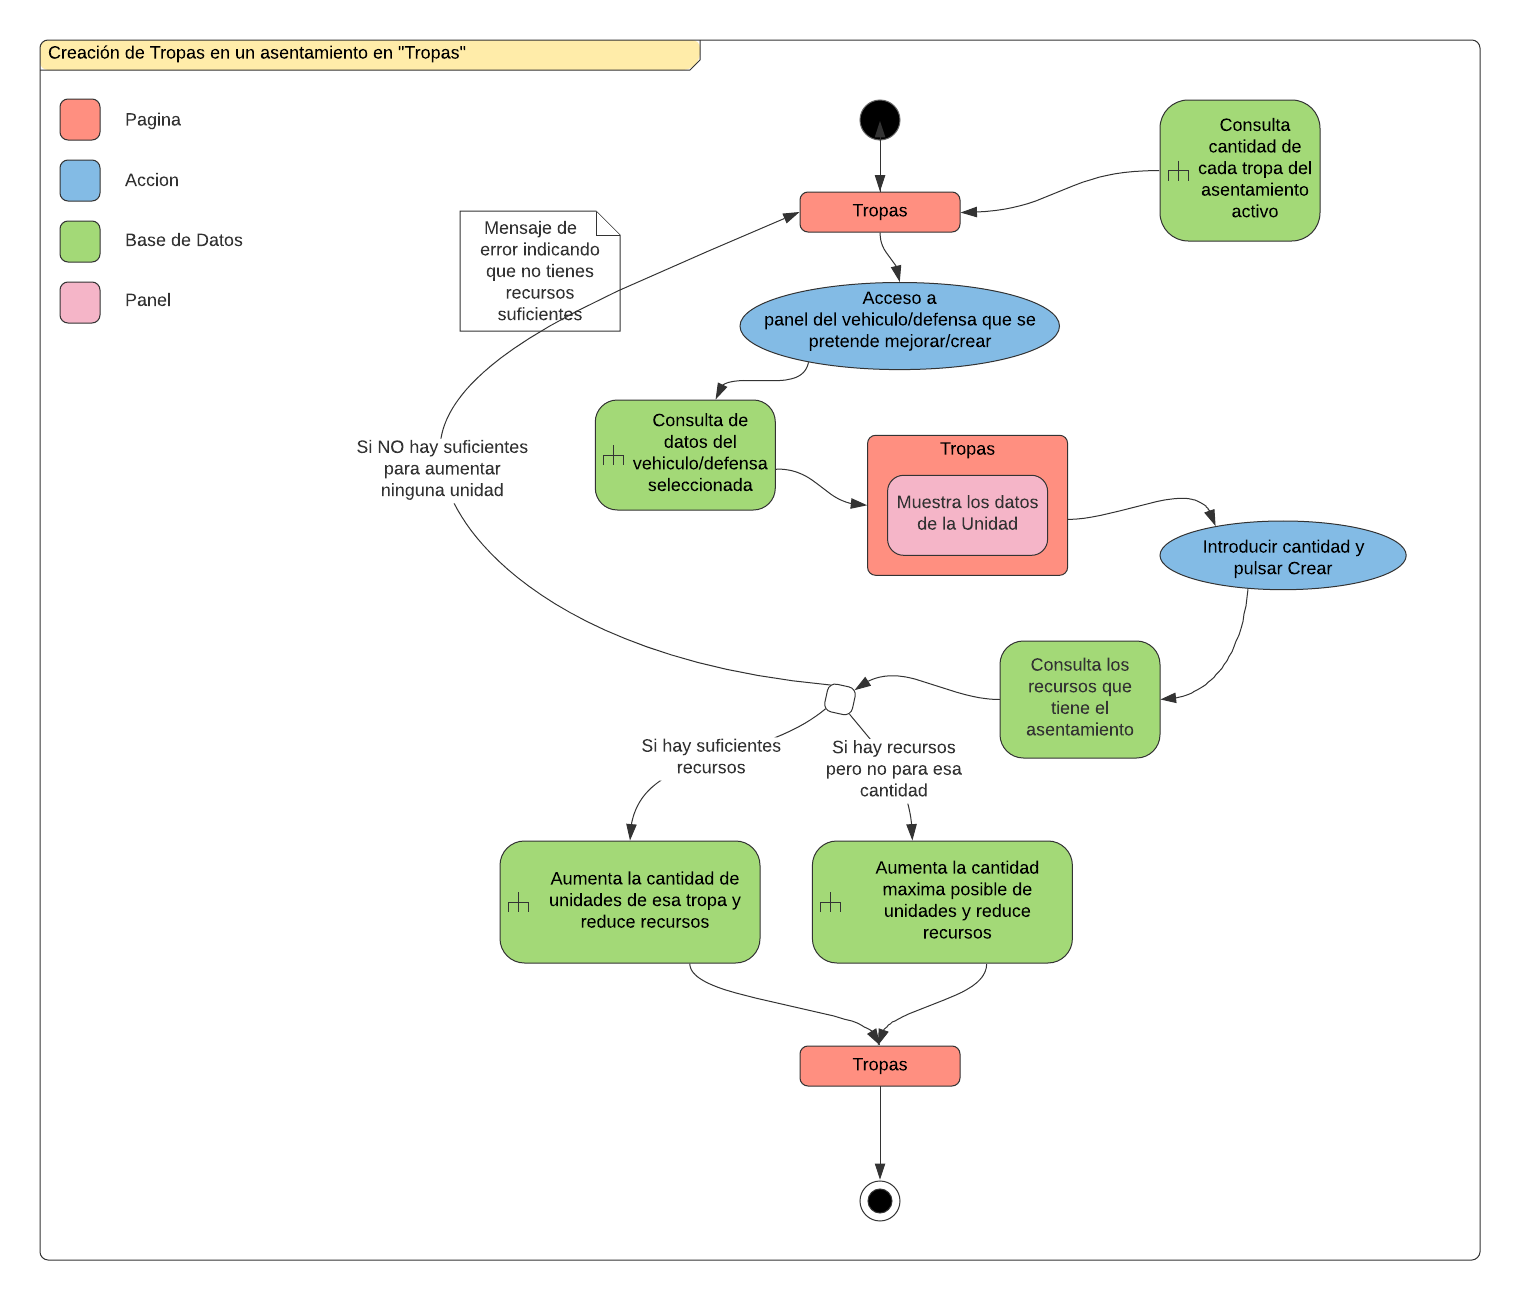 Creación de Tropas en un asentamiento en "Tropas"
Pagina
Accion
Base de Datos
Panel
Consulta
cantidad de
cada tropa del
asentamiento
activo
Tropas
Mensaje de
error indicando
que no tienes
recursos
suficientes
Acceso a
panel del vehiculo/defensa que se
pretende mejorar/crear
Consulta de
datos del
vehiculo/defensa
seleccionada
Si NO hay suficientes
para aumentar
ninguna unidad
Tropas
Muestra los datos
de la Unidad
Introducir cantidad y
pulsar Crear
Consulta los
recursos que
tiene el
asentamiento
Si hay suficientes
recursos
Si hay recursos
pero no para esa
cantidad
Aumenta la cantidad de
unidades de esa tropa y
reduce recursos
Aumenta la cantidad
maxima posible de
unidades y reduce
recursos
Tropas